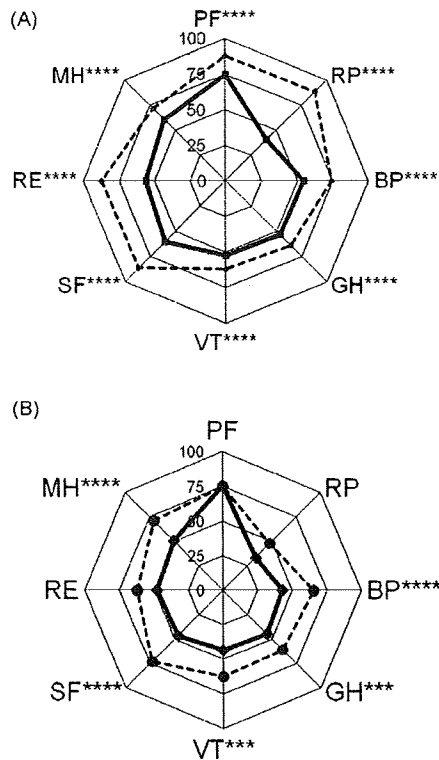 (A)
PF****
100
MH****
75
RP****
50
25
RE****
0
BP****
SF****
GH****
VT****
(B)
PF
100
MH****
75
RP
50
25
RE
0
BP****
SF****
GH***
VT***